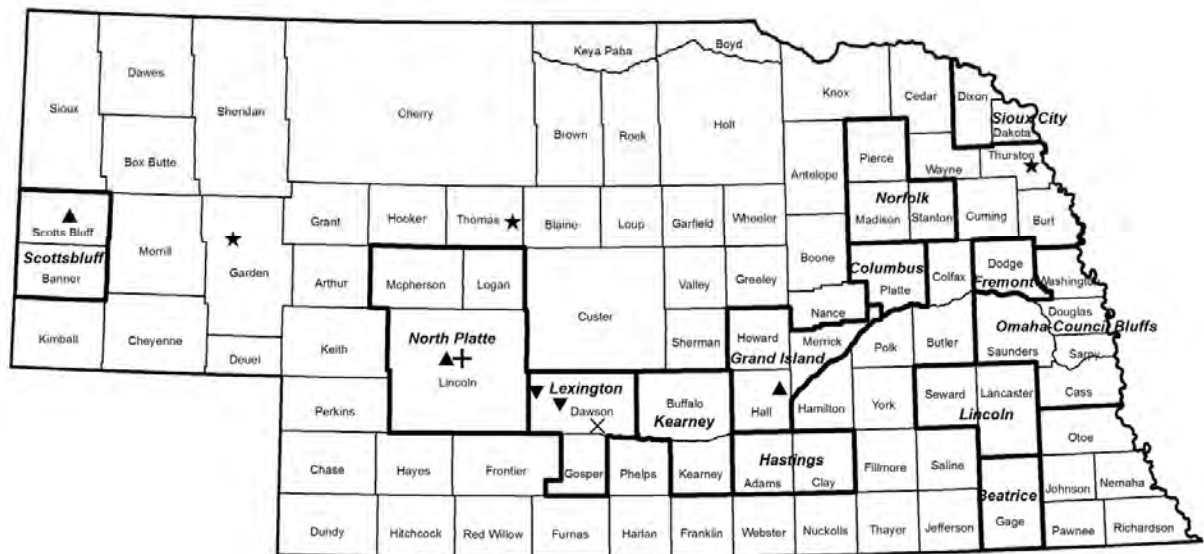 Keya Paha
Boyd
Dawes
Sioux
Sheridan
Cherry
Brown
Rock
Holt
Knox
Cedar
Dixon
Sioux City
Dakota
Box Butte
Antelope
Pierce
Wayne
Thurston
Scotts Bluff
Scottsbluff
Banner
Morrill
Garden
Grant
Hooker
Thomas
Blaine
Loup
Garfield
Wheeler
Norfolk
Madison
Stanton
Cuming
Burt
Boone
Arthur
Mcpherson
Logan
Valley
Greeley
Columbus
Platte
Colfax
Dodge
Fremont
Washington
Nance
Custer
Kimball
Cheyenne
Deuel
Keith
North Platte
Lincoln
Sherman
Howard
Merrick
Grand Island
Polk
Butler
Douglas
Omaha-Council Bluffs
Saunders
Sarpy
Perkins
Lexington
Dawson
Buffalo
Kearney
Hall
Hamilton
York
Seward
Lancaster
Lincoln
Cass
Otoe
Chase
Hayes
Frontier
Gosper
Phelps
Kearney
Hastings
Adams
Clay
Fillmore
Saline
Beatrice
Gage
Johnson
Nemaha
Dundy
Hitchcock
Red Willow
Furnas
Harlan
Franklin
Webster
Nuckolls
Thayer
Jefferson
Pawnee
Richardson